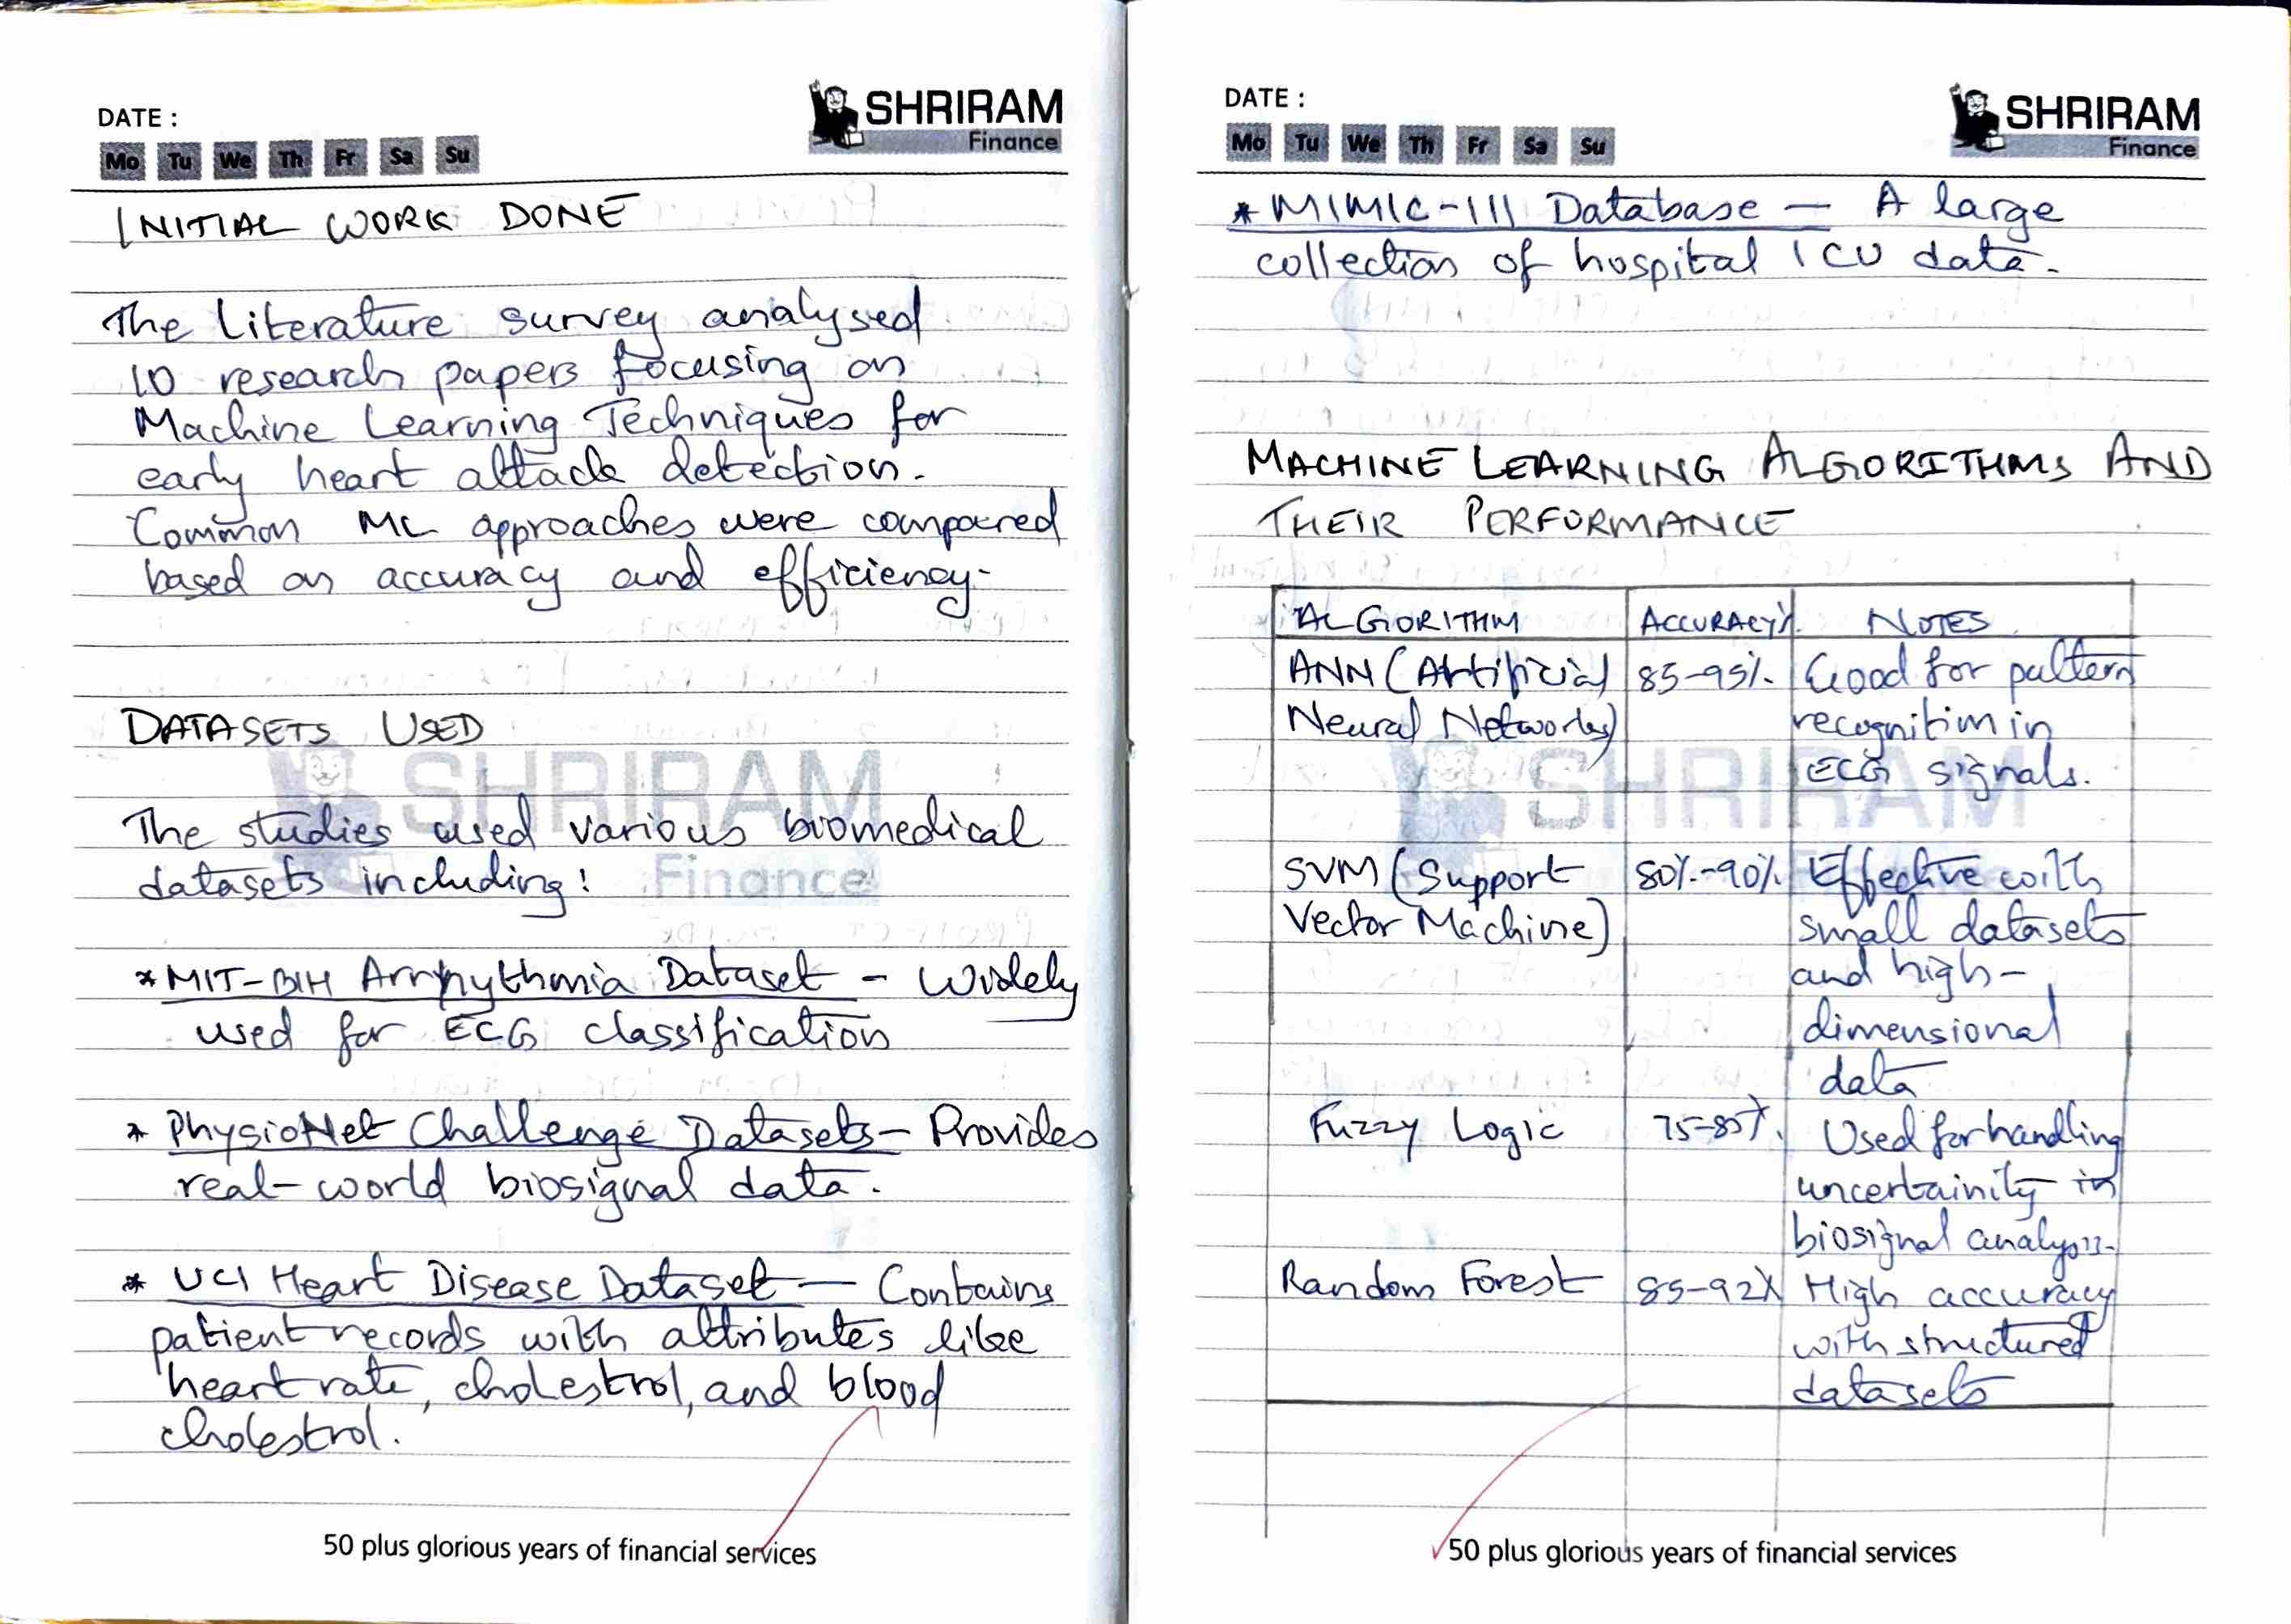 DATE :
SHRIRAM
Finance
Mo Tu We Th Fr Sa Su
INITIAL WORK DONE
The Literature survey analysed
10 research papers focusing on
Machine Learning Techniques for
early heart attack detection.
Common ML approaches were compared
based on accuracy and efficiency.
DATASETS USED
SHRIRAM
Finance
The studies used various biomedical
datasets including:
* MIT-BIH Arrhythmia Dataset - Widely
used for ECG classification
* PhysioNet Challenge Datasets - Provides
real-world biosignal data.
* UCI Heart Disease Dataset — Contains
patient records with attributes like
heart rate, cholestrol, and blood
cholestrol.
50 plus glorious years of financial services
DATE :
SHRIRAM
Finance
Mo Tu We Th Fr Sa Su
* MIMIC-III Database — A large
collection of hospital ICU data.
MACHINE LEARNING ALGORITHMS AND
THEIR PERFORMANCE
ALGORITHM ACCURACY% NOTES
ANN (Artificial 85-95% Good for pattern
Neural Networks) recognition in
ECG signals.
SHRIRAM
SVM (Support 80%-90% Effective with
Vector Machine) small datasets
and high-
dimensional
data
Fuzzy Logic 75-85% Used for handling
uncertainity in
biosignal analysis.
Random Forest 85-92% High accuracy
with structured
datasets
50 plus glorious years of financial services